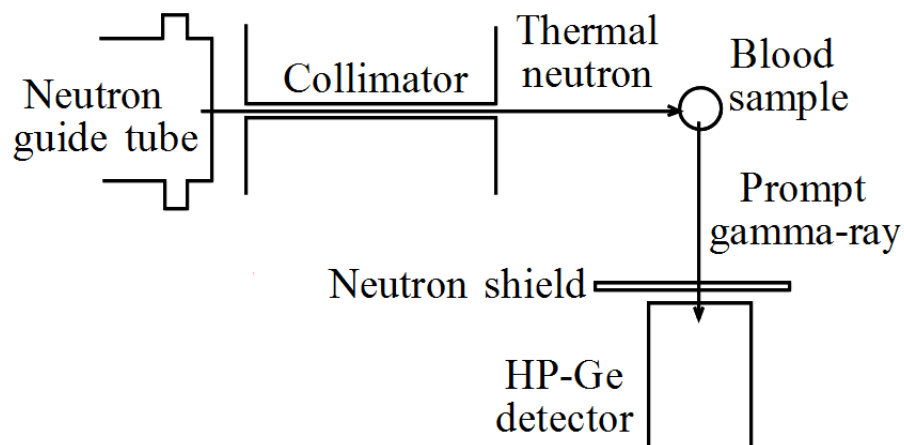 Neutron
guide tube
Collimator
Thermal
neutron
Blood
sample
Prompt
gamma-ray
Neutron shield
HP-Ge
detector